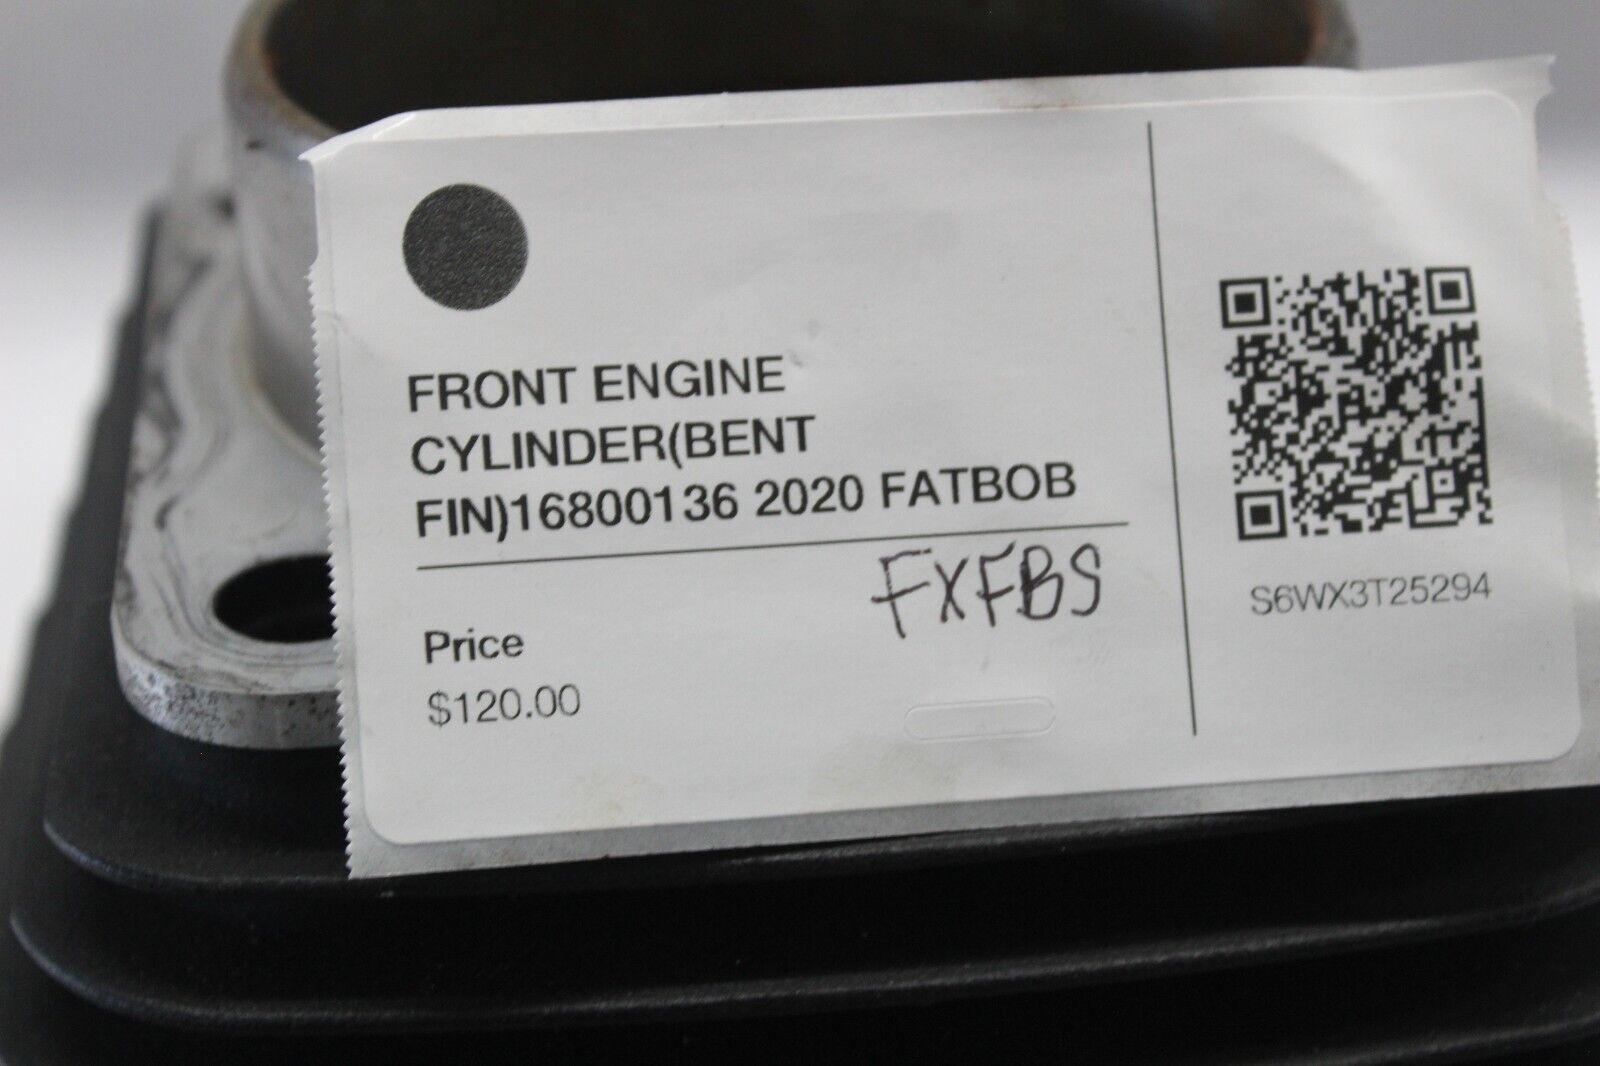 FRONT ENGINE
CYLINDER(BENT
FIN)16800136 2020 FATBOB
FXFBS
Price
$120.00
S6WX3T25294